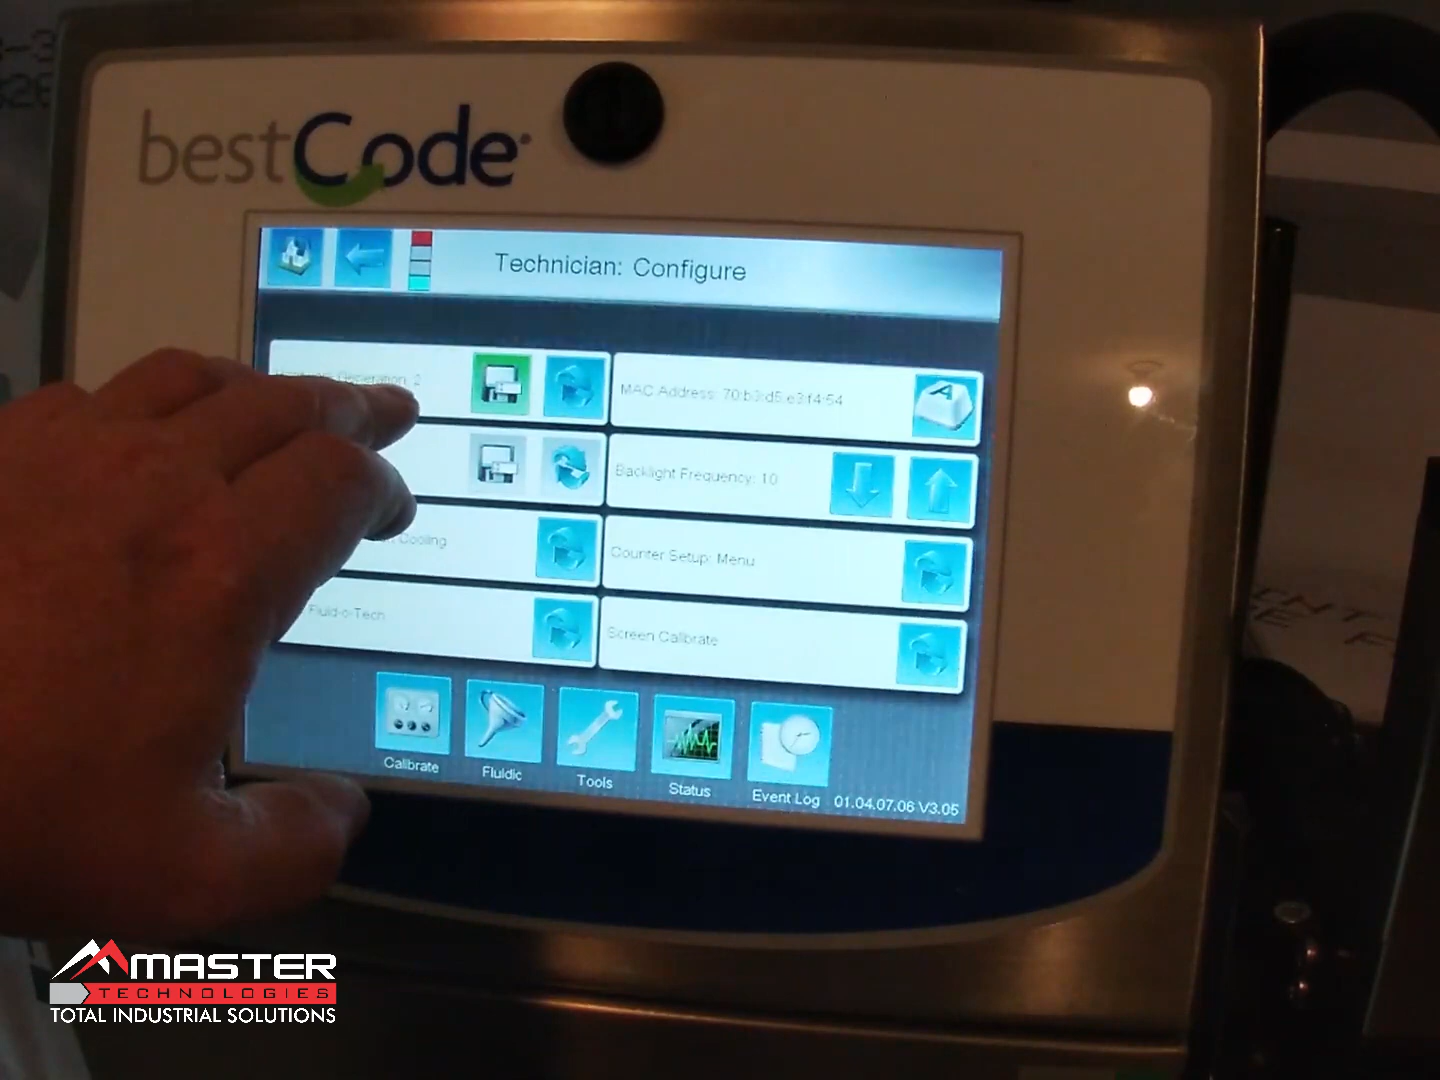 bestCode
Technician: Configure
Generation: 2
MAC Address: 70:b3:d5:e3:f4:54
Backlight Frequency: 10
Cooling
Counter Setup: Menu
Fluid-o-Tech
Screen Calibrate
Calibrate
Fluidic
Tools
Status
Event Log
01.04.07.06 V3.05
MASTER
TECHNOLOGIES
TOTAL INDUSTRIAL SOLUTIONS